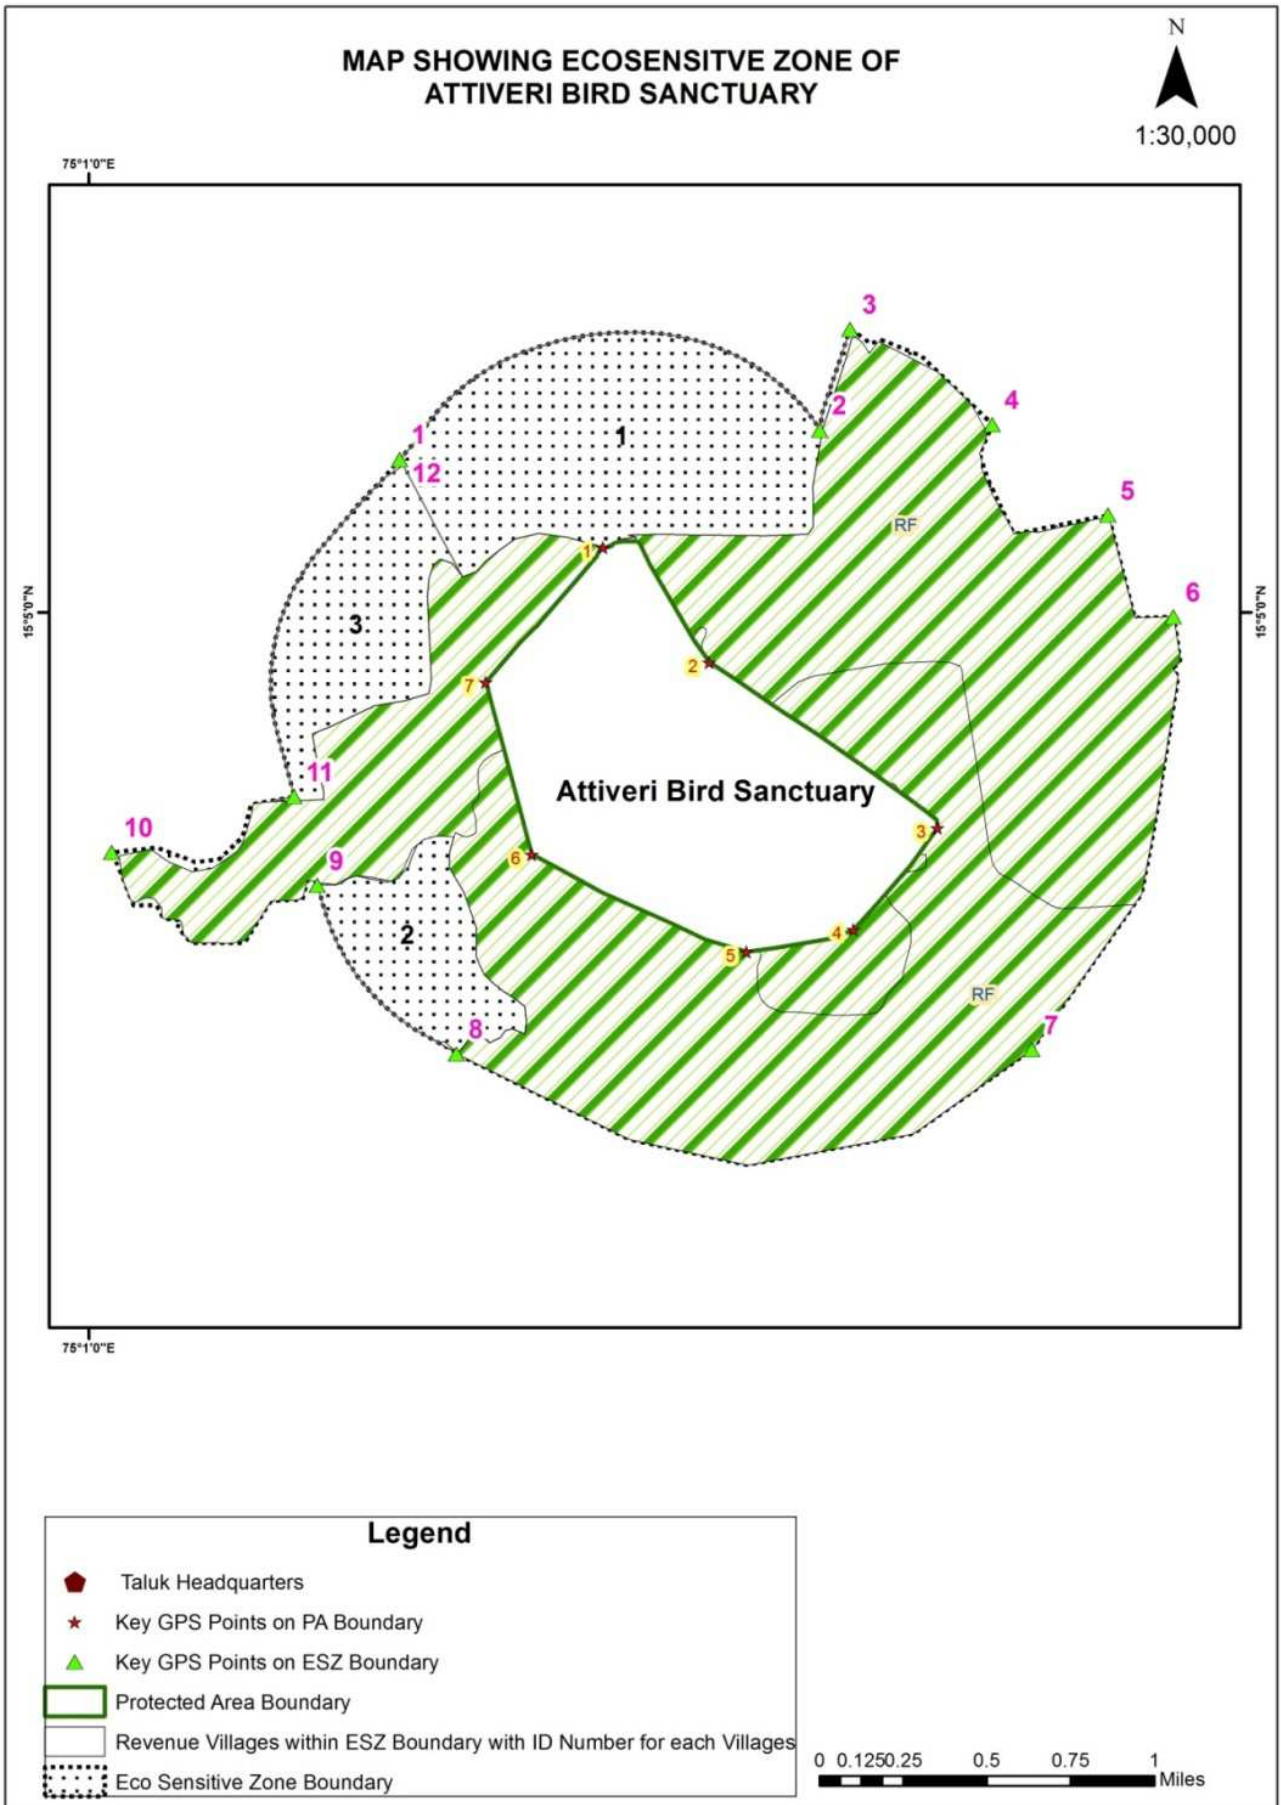 MAP SHOWING ECOSENSITVE ZONE OF
ATTIVERI BIRD SANCTUARY
N
1:30,000
75°1'0"E
3
2
4
1
1
12
5
RF
1
15°5'0"N
15°5'0"N
6
3
2
7
11
Attiveri Bird Sanctuary
10
3
9
6
2
4
5
RF
8
7
75°1'0"E
Legend
Taluk Headquarters
Key GPS Points on PA Boundary
Key GPS Points on ESZ Boundary
Protected Area Boundary
Revenue Villages within ESZ Boundary with ID Number for each Villages
Eco Sensitive Zone Boundary
0 0.1250.25 0.5 0.75 1
Miles